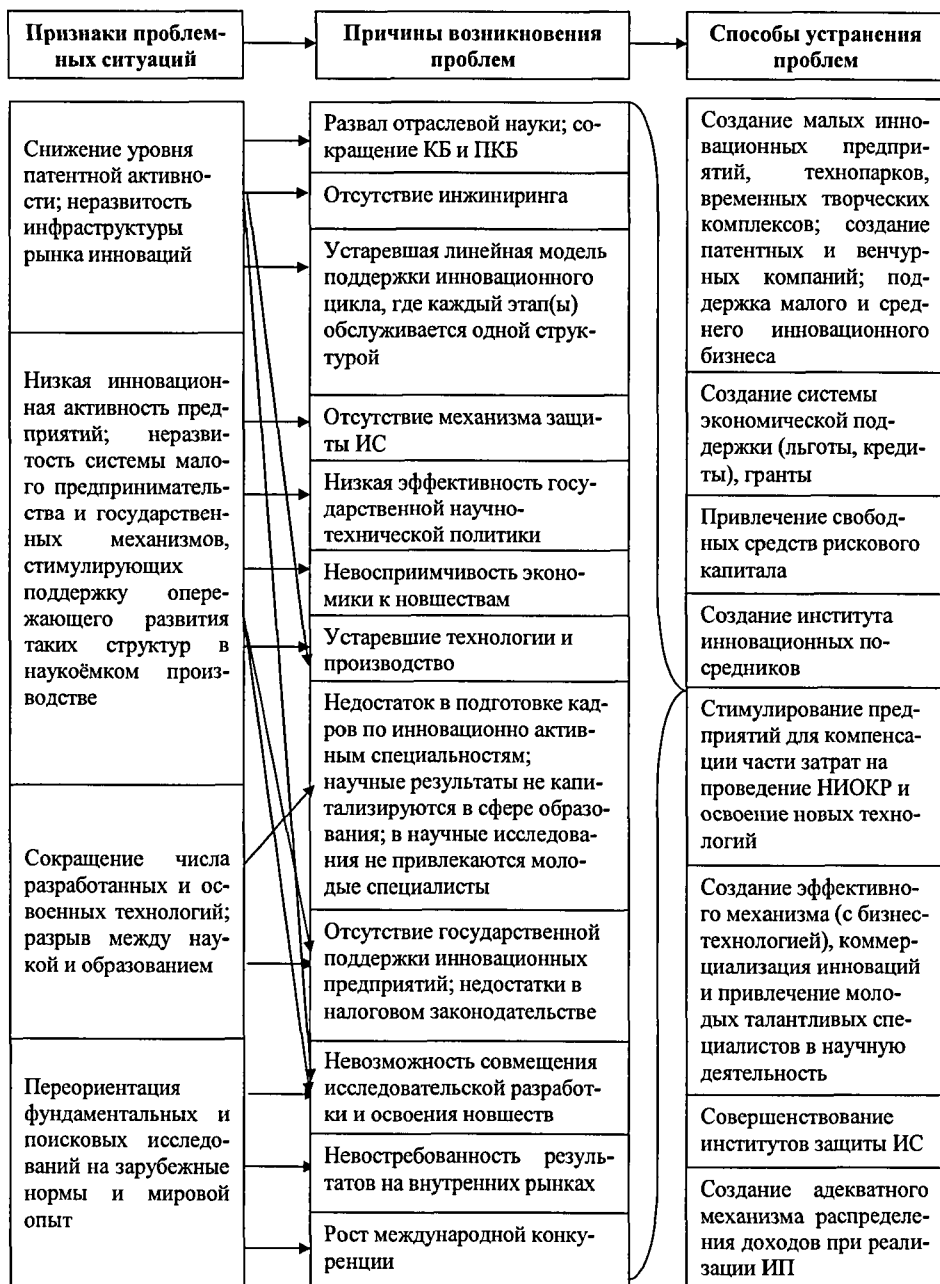 Признаки проблем-
ных ситуаций
Причины возникновения
проблем
Способы устранения
проблем
Снижение уровня
патентной активно-
сти; неразвитость
инфраструктуры
рынка инноваций
Низкая инновацион-
ная активность пред-
приятий; неразви-
тость системы мало-
го предпринимательс-
тва и государствен-
ных механизмов,
стимулирующих
поддержку опере-
жающего развития
таких структур в
наукоёмком произ-
водстве
Сокращение числа
разработанных и ос-
военных технологий;
разрыв между нау-
кой и образованием
Переориентация
фундаментальных и
поисковых исследо-
ваний на зарубежные
нормы и мировой
опыт
Развал отраслевой науки; со-
кращение КБ и ПКБ
Отсутствие инжиниринга
Устаревшая линейная модель
поддержки инновационного
цикла, где каждый этап(ы)
обслуживается одной струк-
турой
Отсутствие механизма защи-
ты ИС
Низкая эффективность госу-
дарственной научно-
технической политики
Невосприимчивость эконо-
мики к новшествам
Устаревшие технологии и
производство
Недостаток в подготовке кад-
ров по инновационно актив-
ным специальностям;
научные результаты не капи-
тализируются в сфере образо-
вания; в научные исследова-
ния не привлекаются моло-
дые специалисты
Отсутствие государственной
поддержки инновационных
предприятий; недостатки в
налоговом законодательстве
Невозможность совмещения
исследовательской разработ-
ки и освоения новшеств
Невостребованность резуль-
татов на внутренних рынках
Рост международной конку-
ренции
Создание малых инно-
вационных предпри-
ятий, технопарков,
временных творческих
комплексов; создание
патентных и венчур-
ных компаний; под-
держка малого и сред-
него инновационного
бизнеса
Создание системы
экономической под-
держки (льготы, креди-
ты), гранты
Привлечение свобод-
ных средств рискового
капитала
Создание института
инновационных по-
средников
Стимулирование пред-
приятий для компенса-
ции части затрат на
проведение НИОКР и
освоение новых техно-
логий
Создание эффективно-
го механизма (с бизнес-
технологией), коммер-
циализация инноваций
и привлечение моло-
дых талантливых спе-
циалистов в научную
деятельность
Совершенствование
институтов защиты ИС
Создание адекватного
механизма распределе-
ния доходов при реали-
зации ИП